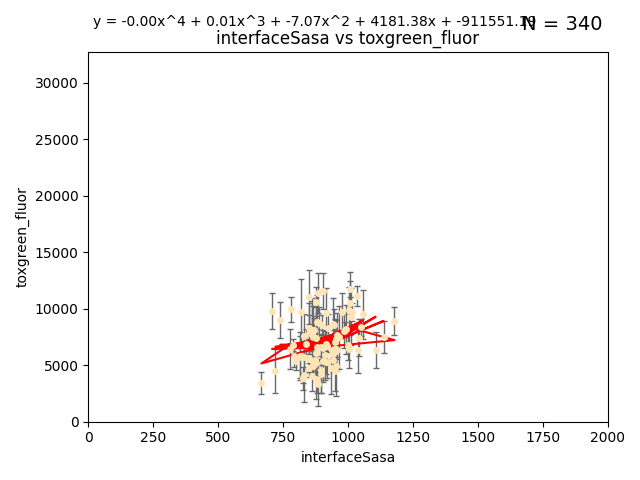 y = -0.00x^4 + 0.01x^3 + -7.07x^2 + 4181.38x + -911551.19
N = 340
interfaceSasa vs toxgreen_fluor
30000
25000
20000
15000
10000
5000
0
toxgreen_fluor
0 250 500 750 1000 1250 1500 1750 2000
interfaceSasa